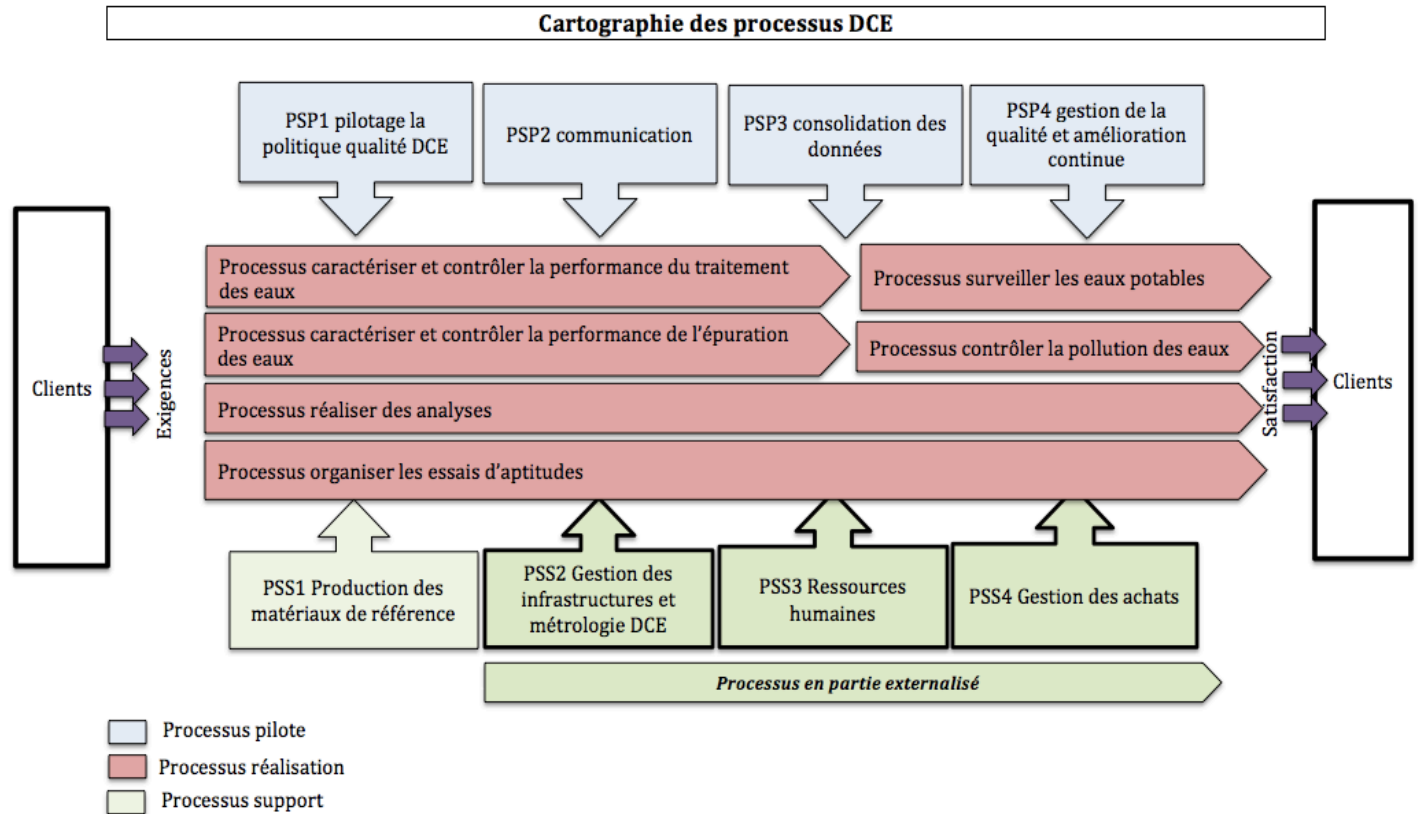 Cartographie des processus DCE
PSP1 pilotage la
politique qualité DCE
PSP2 communication
PSP3 consolidation des
données
PSP4 gestion de la
qualité et amélioration
continue
Clients
Exigences
Processus caractériser et contrôler la performance du traitement
des eaux
Processus surveiller les eaux potables
Processus caractériser et contrôler la performance de l'épuration
des eaux
Processus contrôler la pollution des eaux
Processus réaliser des analyses
Processus organiser les essais d'aptitudes
Satisfaction
Clients
PSS1 Production des
matériaux de référence
PSS2 Gestion des
infrastructures et
métrologie DCE
PSS3 Ressources
humaines
PSS4 Gestion des achats
Processus en partie externalisé
Processus pilote
Processus réalisation
Processus support